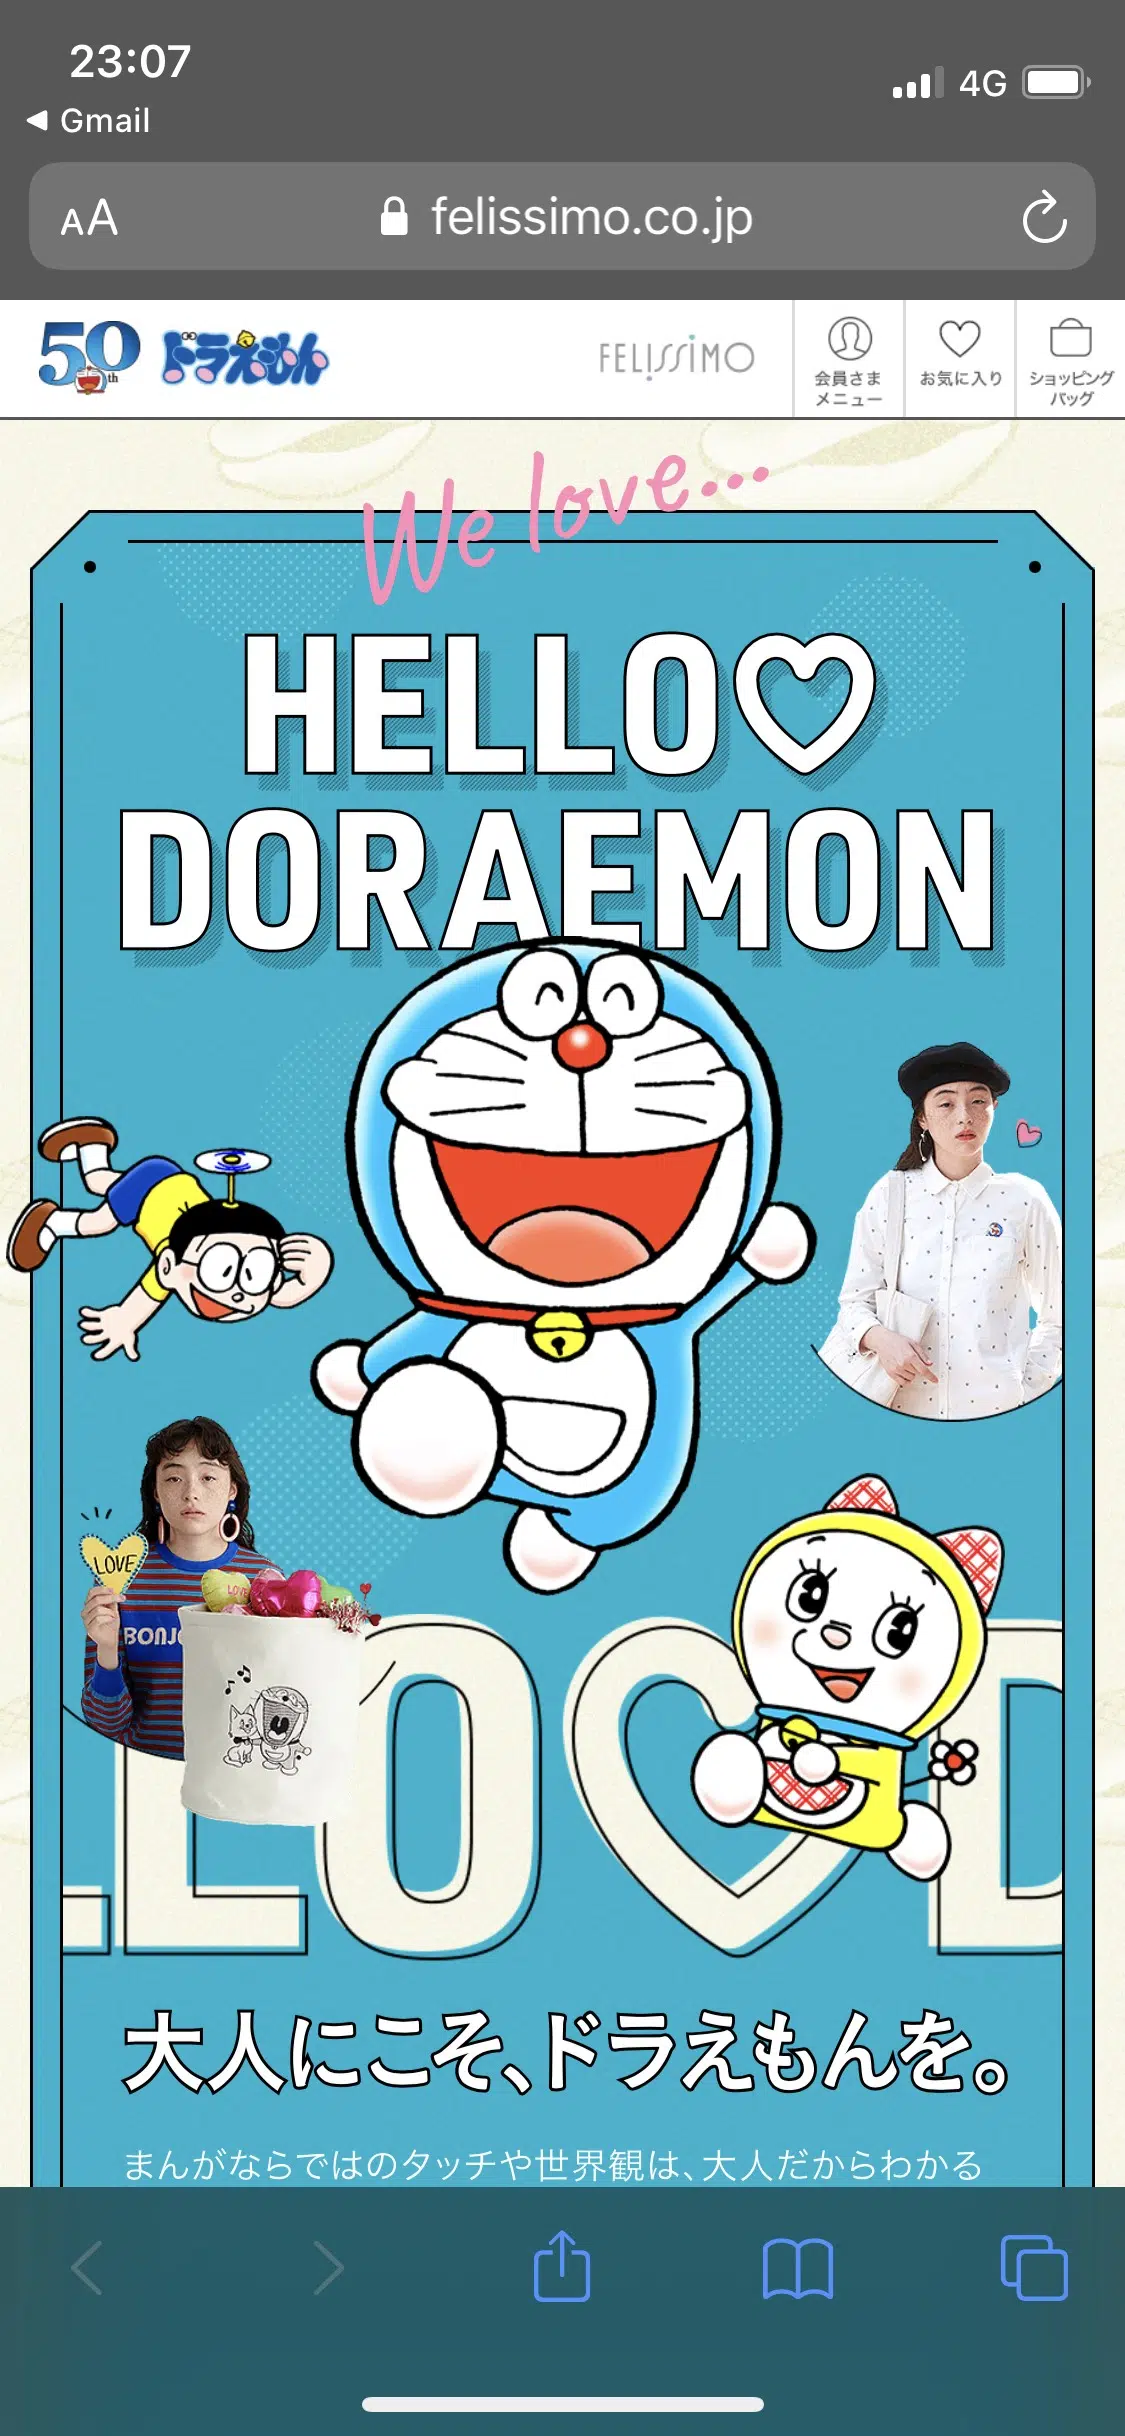 23:07
4G
Gmail
AA
felissimo.co.jp
50th
ドラえもん
FELISSIMO
会員さま
メニュー
お気に入り
ショッピング
バッグ
We love...
HELLO♡
DORAEMON
LOVE
LOVE
BONJO
LLO♡D
大人にこそ、ドラえもんを。
まんがならではのタッチや世界観は、大人だからわかる